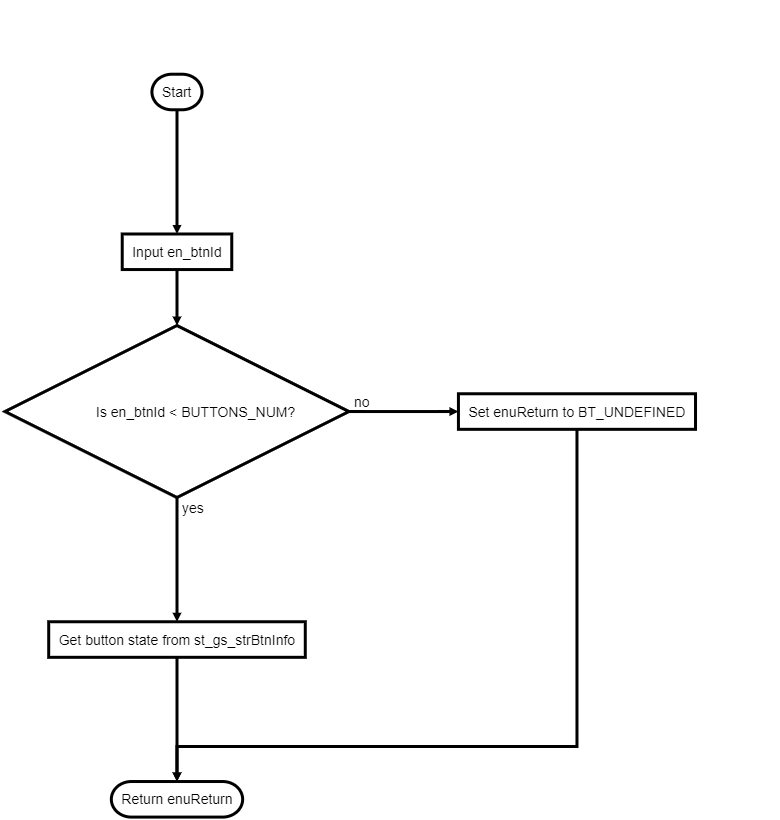 Start
Input en_btnId
Is en_btnId < BUTTONS_NUM?
no
Set enuReturn to BT_UNDEFINED
yes
Get button state from st_gs_strBtnInfo
Return enuReturn